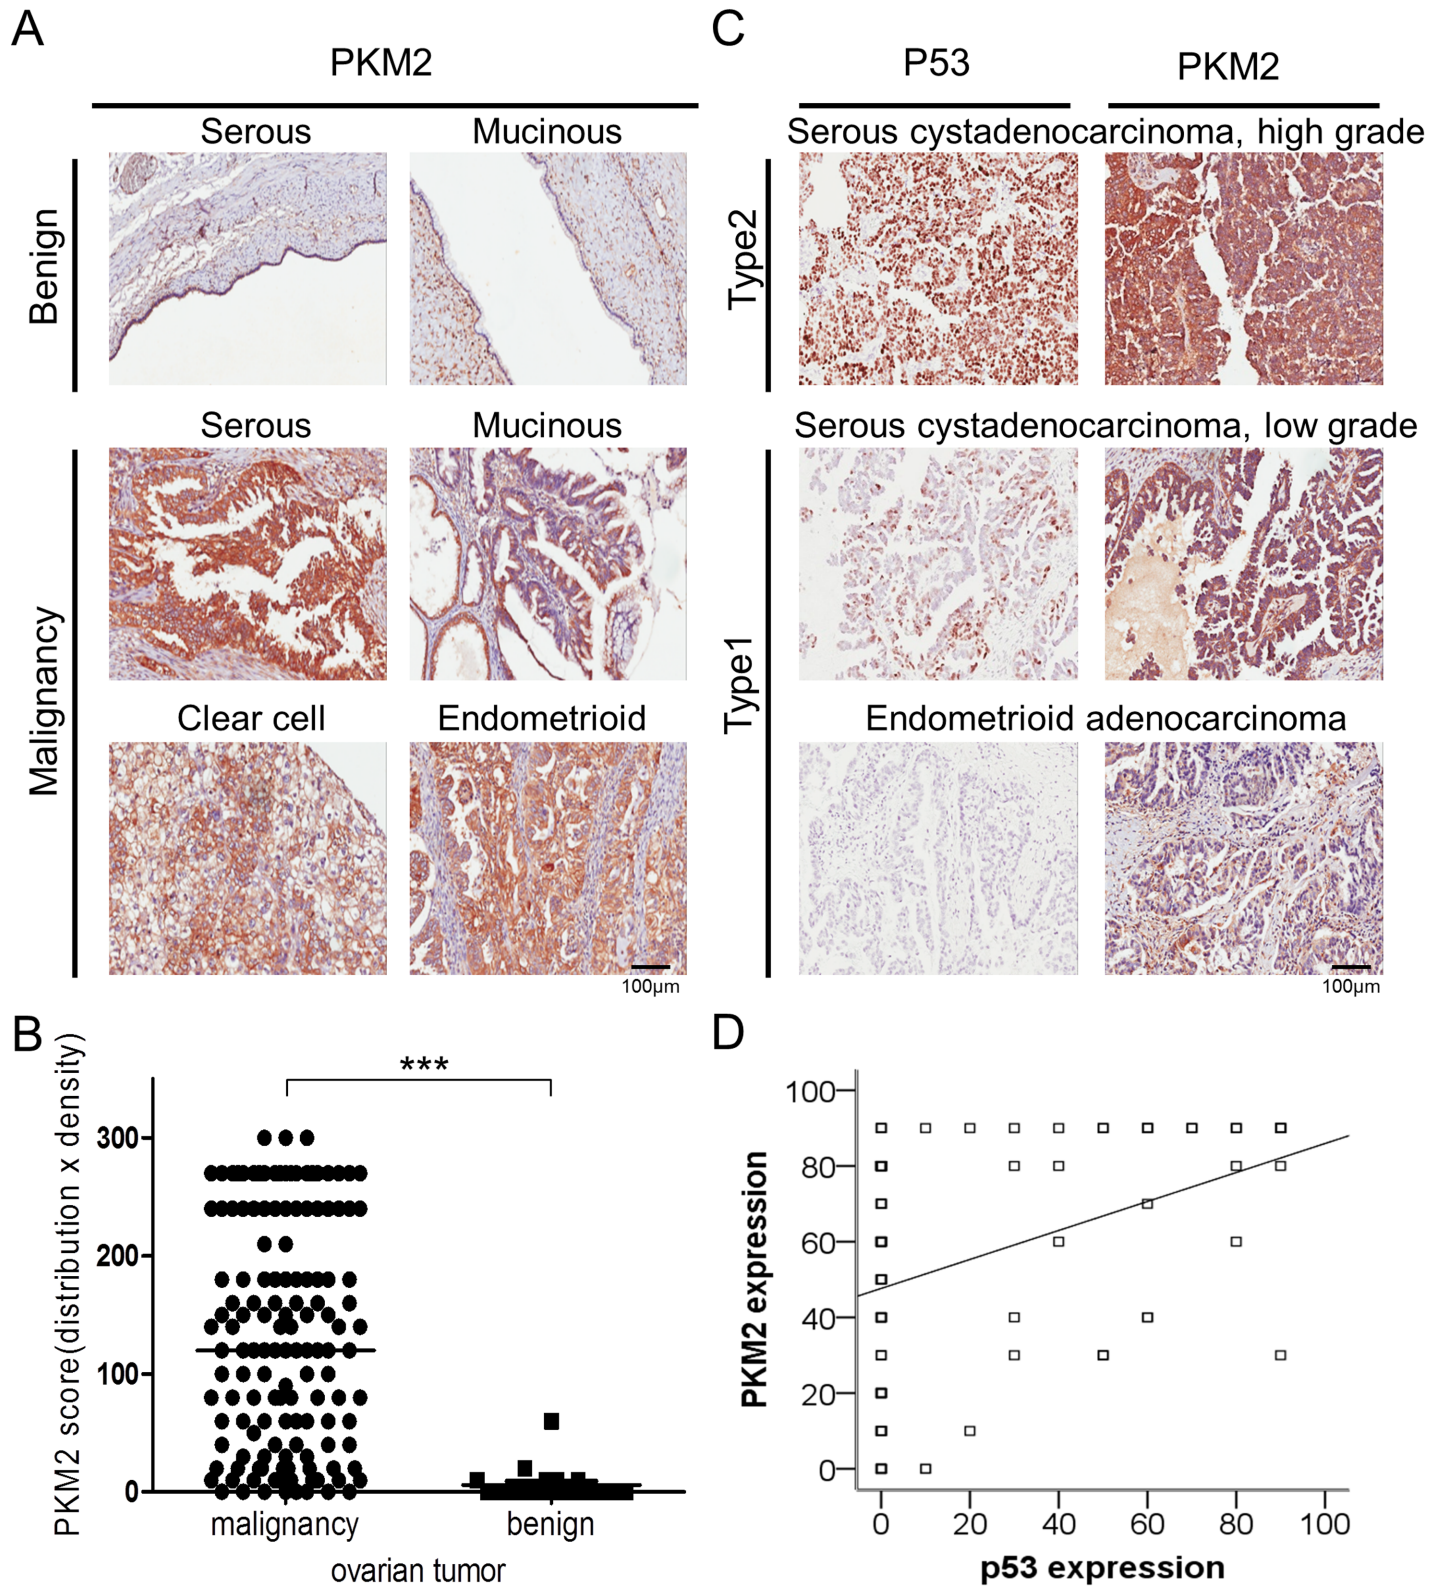 A
PKM2
Serous Mucinous
Benign
Serous Mucinous
Malignancy
Clear cell Endometrioid
100μm
C
P53 PKM2
Serous cystadenocarcinoma, high grade
Type2
Serous cystadenocarcinoma, low grade
Type1
Endometrioid adenocarcinoma
100μm
B
PKM2 score(distribution x density)
***
300
200
100
0
malignancy benign
ovarian tumor
D
PKM2 expression
100
80
60
40
20
0
0 20 40 60 80 100
p53 expression